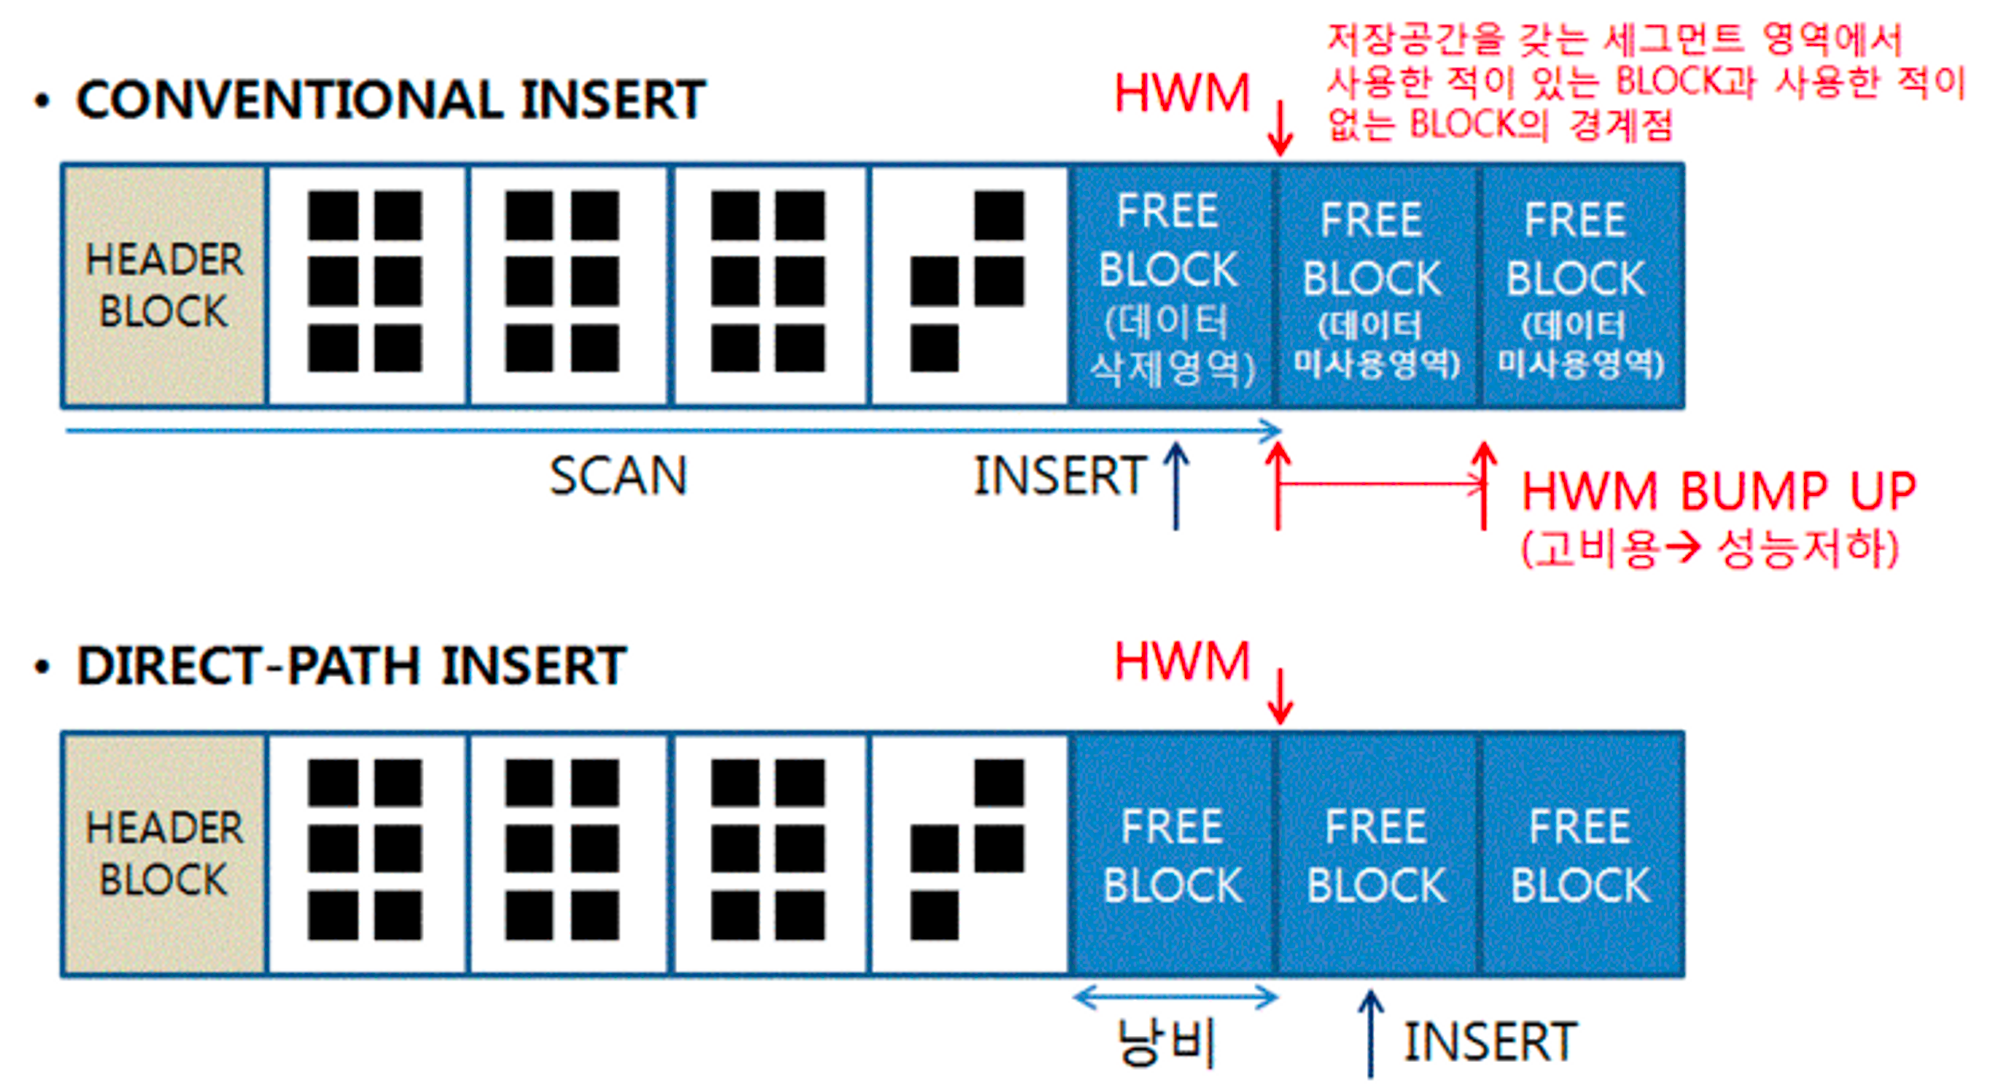 • CONVENTIONAL INSERT
HWM
저장공간을 갖는 세그먼트 영역에서
사용한 적이 있는 BLOCK과 사용한 적이
없는 BLOCK의 경계점
HEADER
BLOCK
FREE
BLOCK
(데이터
삭제영역)
FREE
BLOCK
(데이터
미사용영역)
FREE
BLOCK
(데이터
미사용영역)
SCAN
INSERT
HWM BUMP UP
(고비용→ 성능저하)
• DIRECT-PATH INSERT
HWM
HEADER
BLOCK
FREE
BLOCK
FREE
BLOCK
FREE
BLOCK
낭비
INSERT